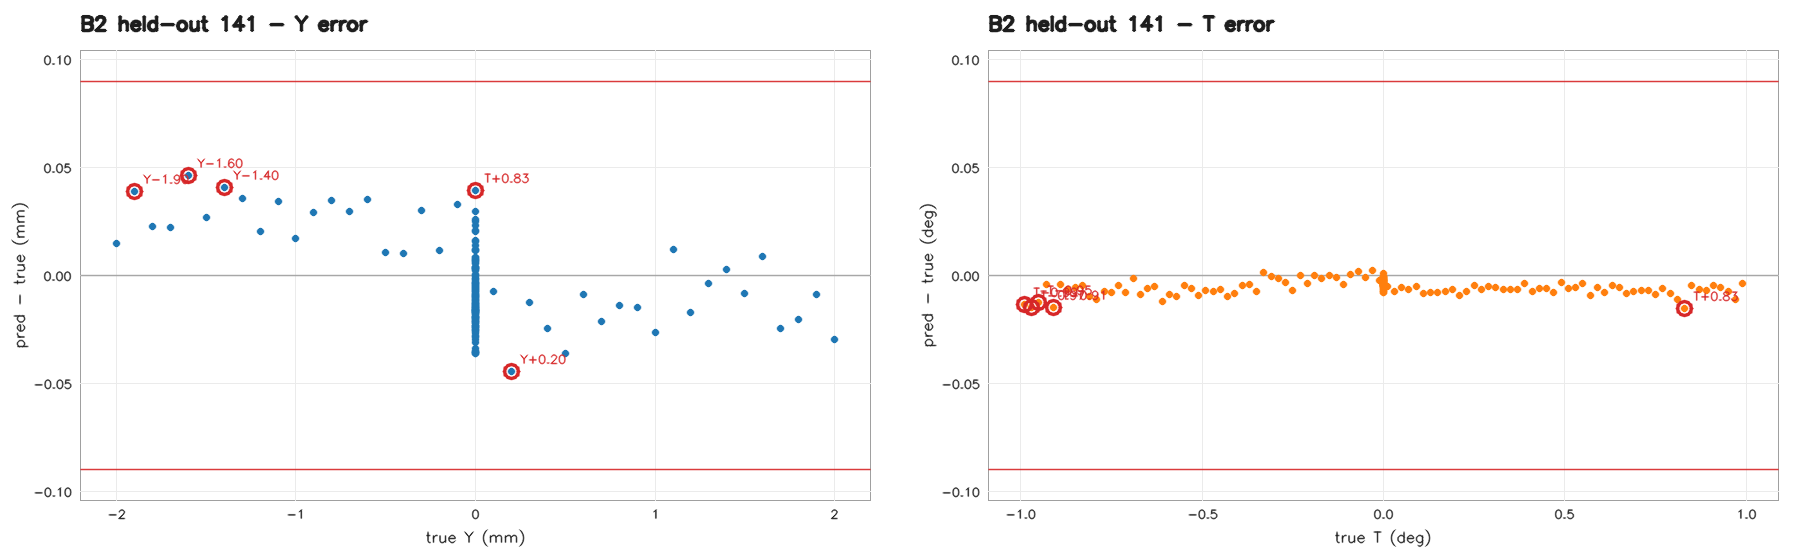 B2 held-out 141 - Y error
0.10
0.05
0.00
-0.05
-0.10
pred - true (mm)
Y-1.60
Y-1.40
T+0.83
Y+0.20
-2
-1
0
1
2
true Y (mm)
B2 held-out 141 - T error
0.10
0.05
0.00
-0.05
-0.10
pred - true (deg)
T+0.83
-1.0
-0.5
0.0
0.5
1.0
true T (deg)